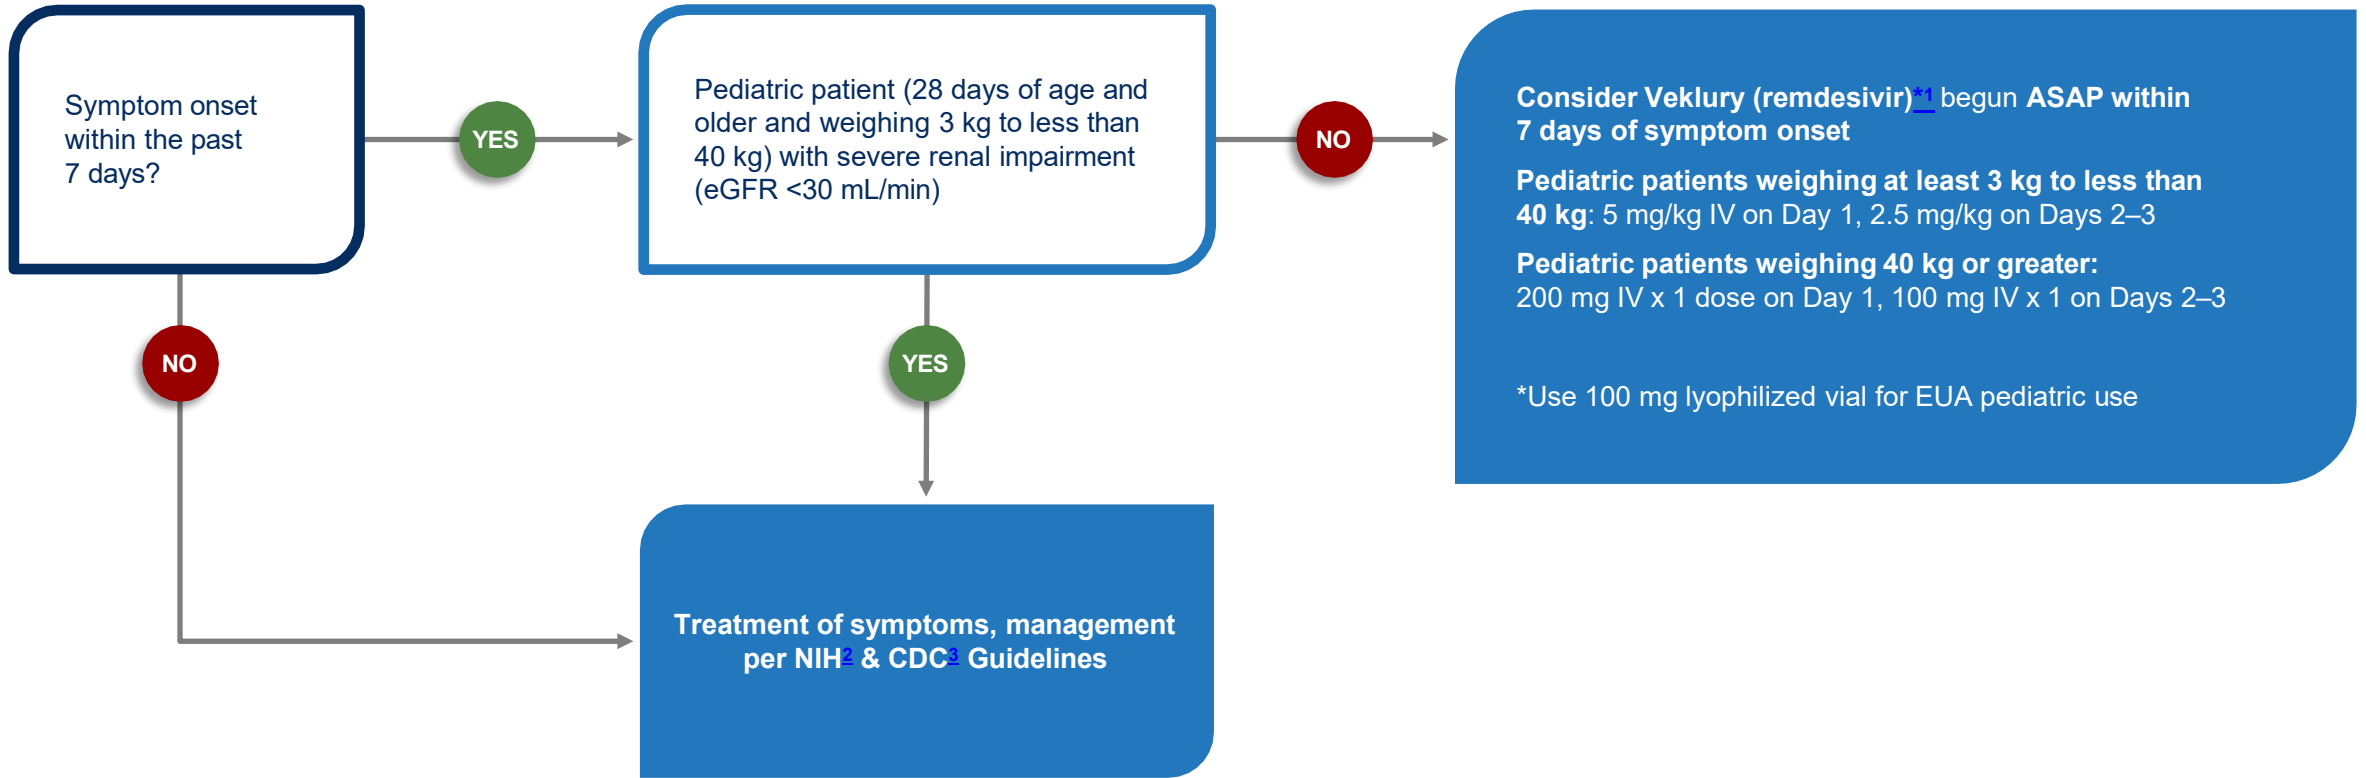 Symptom onset
within the past
7 days?
YES
Pediatric patient (28 days of age and
older and weighing 3 kg to less than
40 kg) with severe renal impairment
(eGFR <30 mL/min)
NO
Consider Veklury (remdesivir)*1 begun ASAP within
7 days of symptom onset
Pediatric patients weighing at least 3 kg to less than
40 kg: 5 mg/kg IV on Day 1, 2.5 mg/kg on Days 2–3
Pediatric patients weighing 40 kg or greater:
200 mg IV x 1 dose on Day 1, 100 mg IV x 1 on Days 2–3
*Use 100 mg lyophilized vial for EUA pediatric use
NO
YES
Treatment of symptoms, management
per NIH2 & CDC3 Guidelines